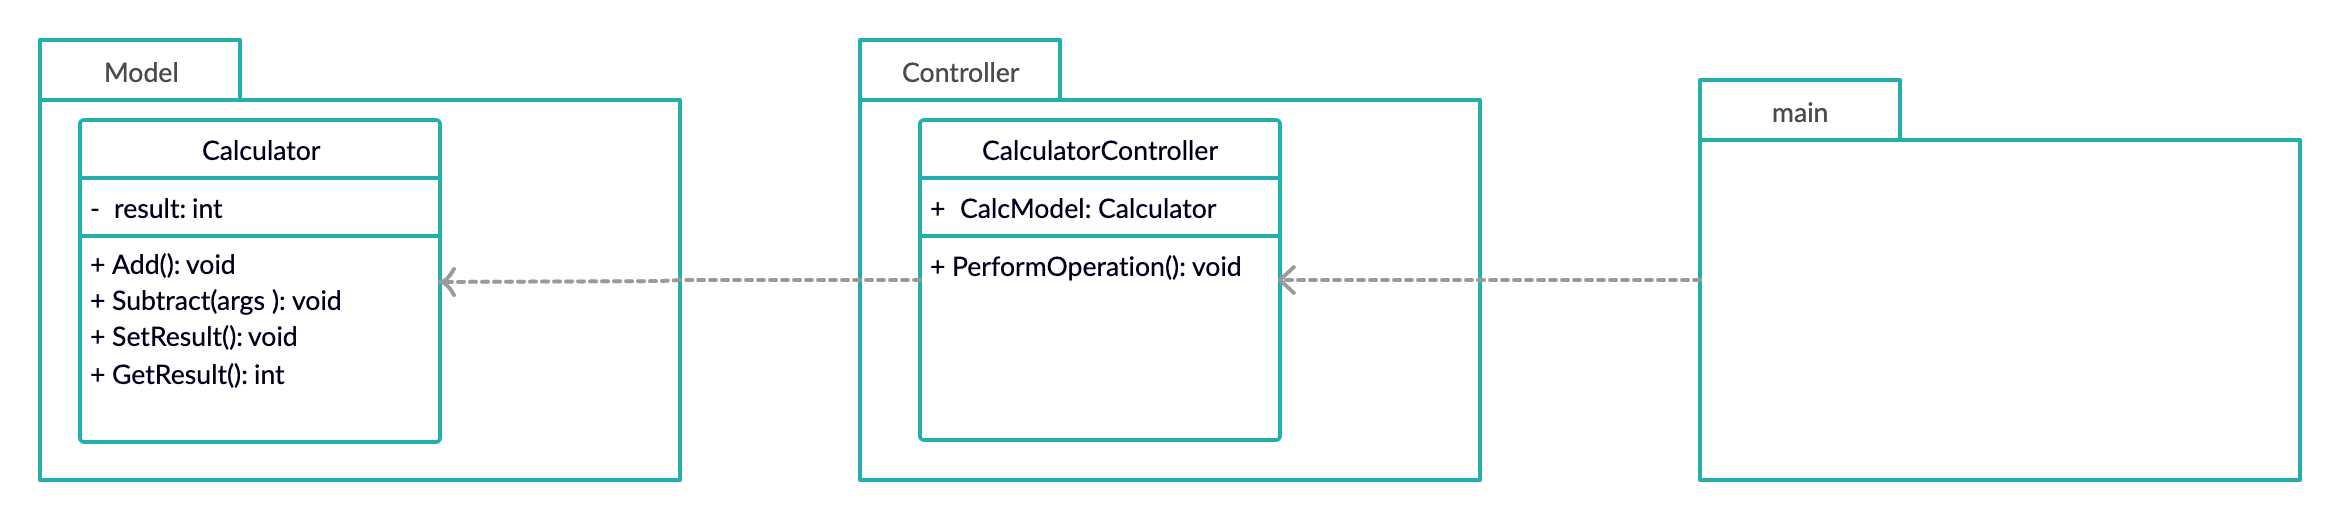 Model
Calculator
- result: int
+ Add(): void
+ Subtract(args ): void
+ SetResult(): void
+ GetResult(): int
Controller
CalculatorController
+ CalcModel: Calculator
+ PerformOperation(): void
main